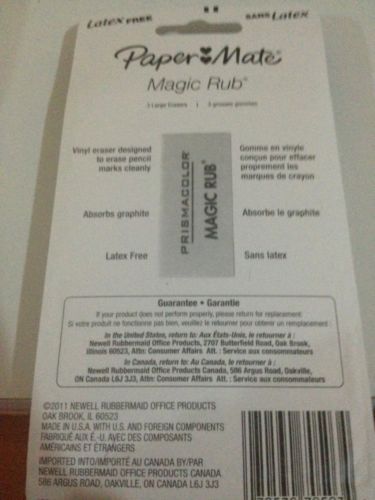 Latex FREE
SANS Latex
Paper Mate
Magic Rub®
3 Large Erasers | 3 grosses gommes
Vinyl eraser designed
to erase pencil
marks cleanly
Gomme en vinyle
conçue pour effacer
proprement les
marques de crayon
PRISMACOLOR®
MAGIC RUB®
Absorbs graphite
Absorbe le graphite
Latex Free
Sans latex
Guarantee • Garantie
If your product does not perform properly, please return for replacement.
Si votre produit ne fonctionne pas bien, veuillez le retourner pour obtenir un remplacement.
In the United States, return to: Aux États-Unis, le retourner à :
Newell Rubbermaid Office Products, 2707 Butterfield Road, Oak Brook,
Illinois 60523, Attn: Consumer Affairs Att. : Service aux consommateurs
In Canada, return to: Au Canada, le retourner à :
Newell Rubbermaid Office Products Canada, 586 Argus Road, Oakville,
ON Canada L6J 3J3, Attn: Consumer Affairs Att. : Service aux consommateurs
©2011 NEWELL RUBBERMAID OFFICE PRODUCTS
OAK BROOK, IL 60523
MADE IN U.S.A. WITH U.S. AND FOREIGN COMPONENTS
FABRIQUÉ AUX É.-U. AVEC DES COMPOSANTS
AMÉRICAINS ET ÉTRANGERS
IMPORTED INTO/IMPORTÉ AU CANADA BY/PAR
NEWELL RUBBERMAID OFFICE PRODUCTS CANADA
586 ARGUS ROAD, OAKVILLE, ON CANADA L6J 3J3